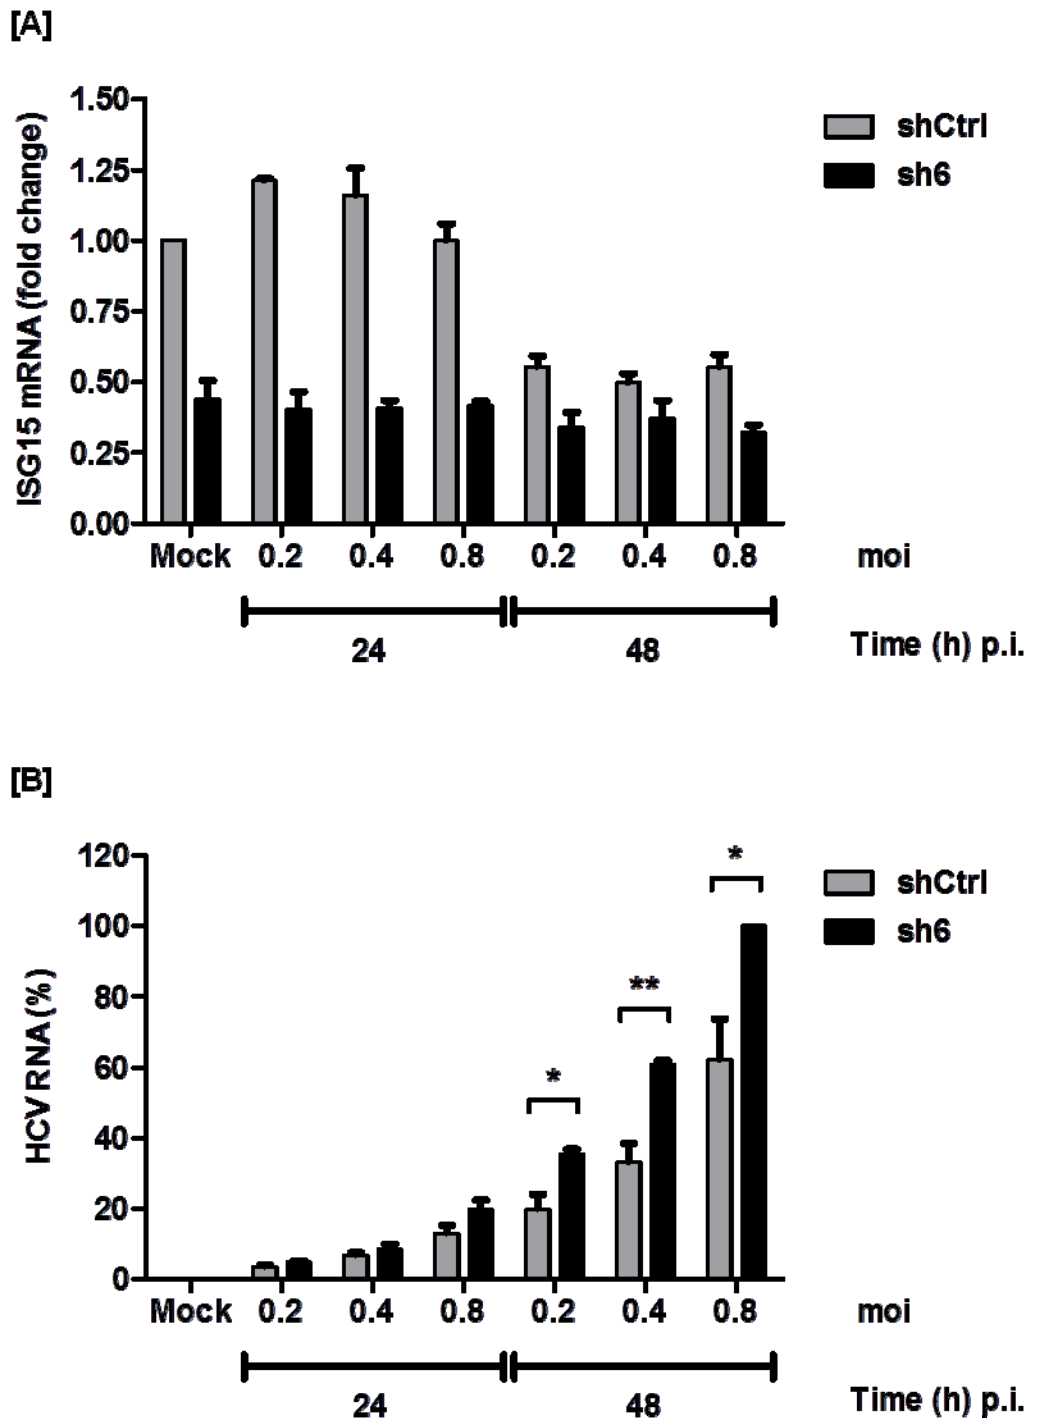 [A]
ISG15 mRNA (fold change)
1.50
1.25
1.00
0.75
0.50
0.25
0.00
shCtrl
sh6
Mock 0.2 0.4 0.8 0.2 0.4 0.8 moi
24 48 Time (h) p.i.
[B]
HCV RNA (%)
120
100
80
60
40
20
0
* ** *
shCtrl
sh6
Mock 0.2 0.4 0.8 0.2 0.4 0.8 moi
24 48 Time (h) p.i.